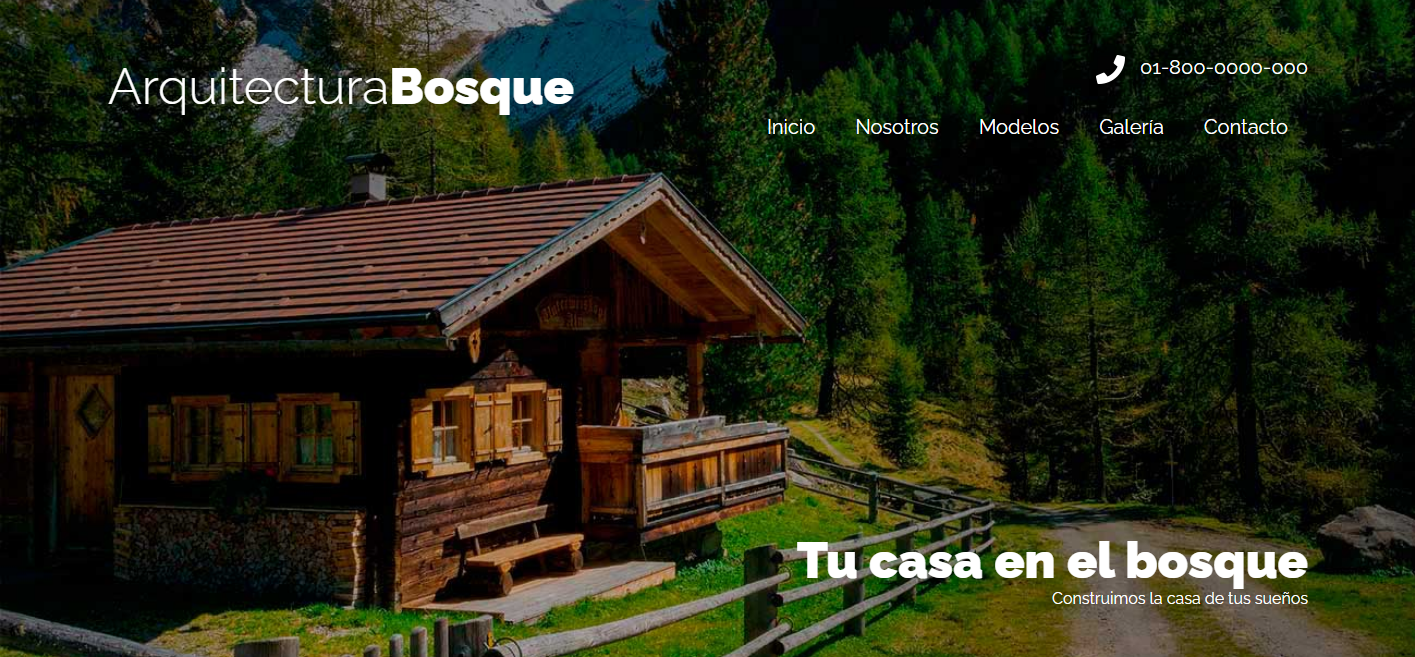 ArquitecturaBosque
01-800-0000-000
Inicio Nosotros Modelos Galería Contacto
Tu casa en el bosque
Construimos la casa de tus sueños